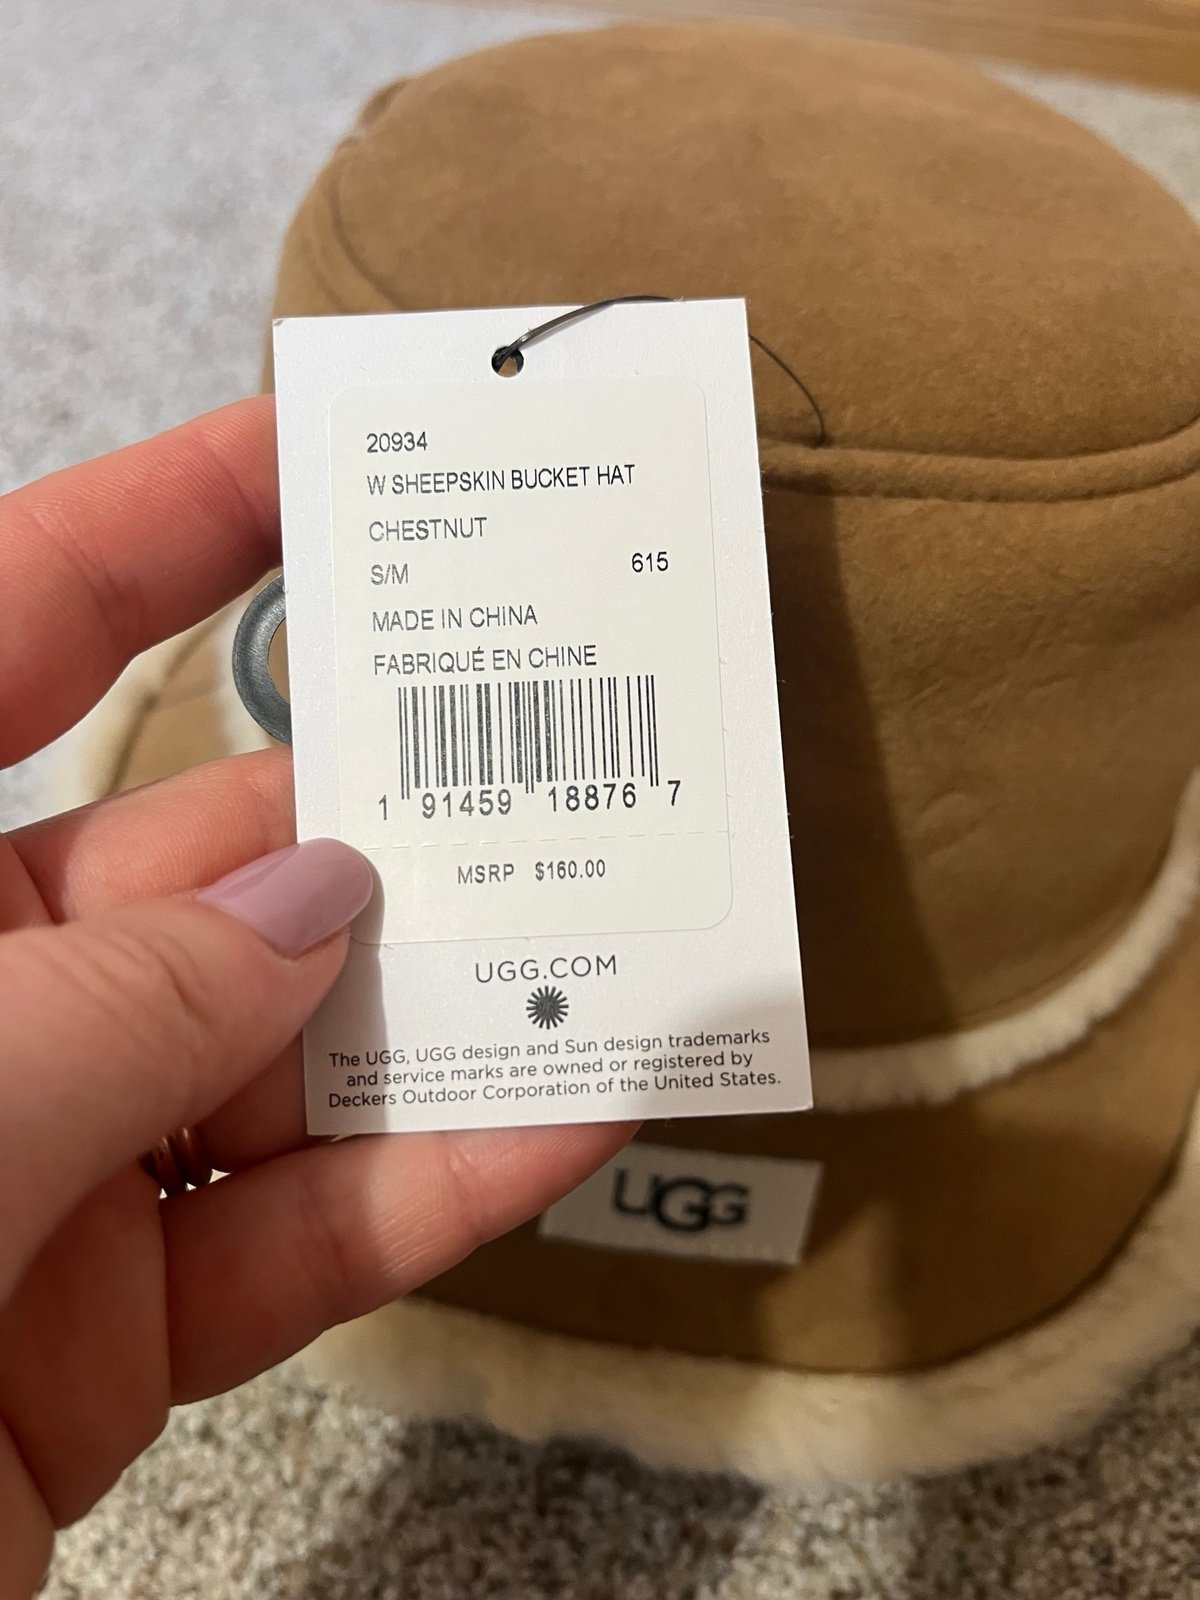 20934
W SHEEPSKIN BUCKET HAT
CHESTNUT
S/M 615
MADE IN CHINA
FABRIQUÉ EN CHINE
1 91459 18876 7
MSRP $160.00
UGG.COM
The UGG, UGG design and Sun design trademarks
and service marks are owned or registered by
Deckers Outdoor Corporation of the United States.
UGG